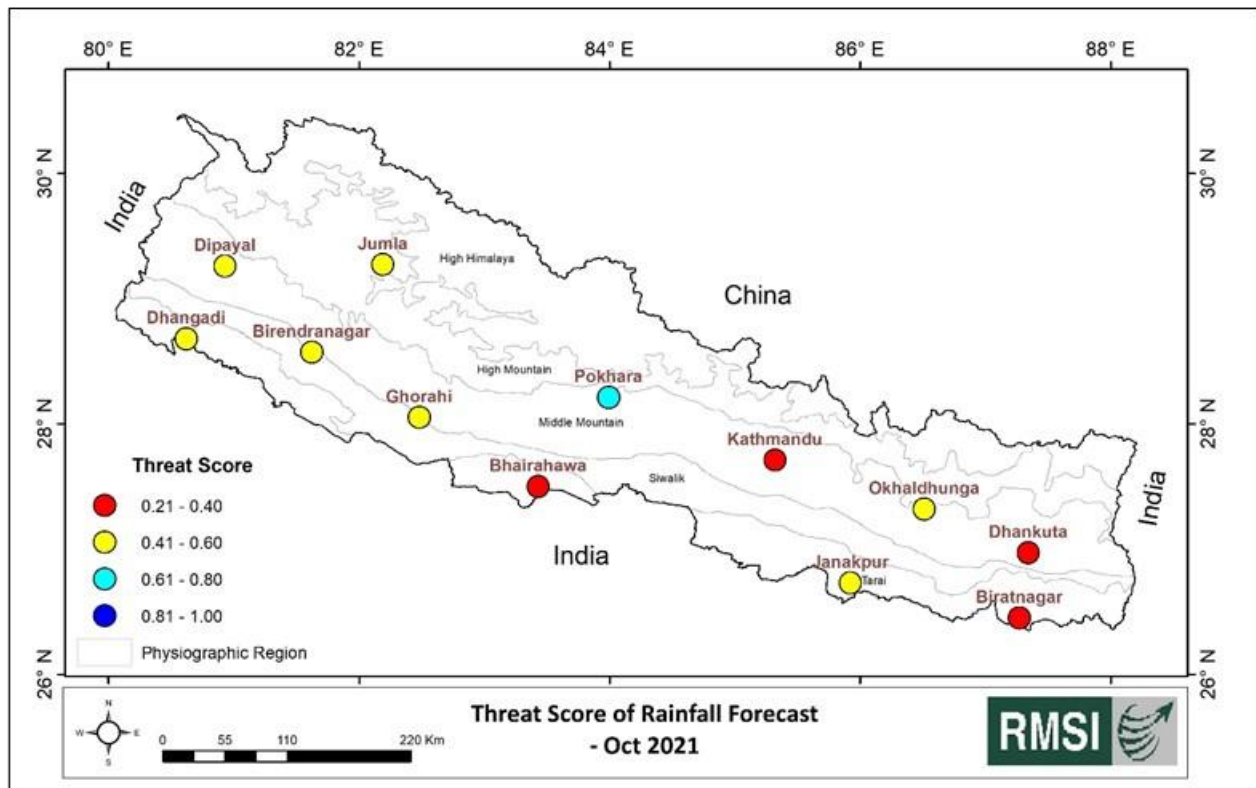 80° E 82° E 84° E 86° E 88° E
30° N
30° N
India
Dipayal
Jumla
High Himalaya
China
Dhangadi
Birendranagar
High Mountain
Pokhara
Ghorahi
Middle Mountain
28° N
28° N
Kathmandu
Bhairahawa
Siwalik
Okhaldhunga
India
India
Dhankuta
Janakpur
Tarai
Biratnagar
Threat Score
0.21 - 0.40
0.41 - 0.60
0.61 - 0.80
0.81 - 1.00
Physiographic Region
26° N
26° N
N
W E
S
0 55 110 220 Km
Threat Score of Rainfall Forecast
- Oct 2021
RMSI